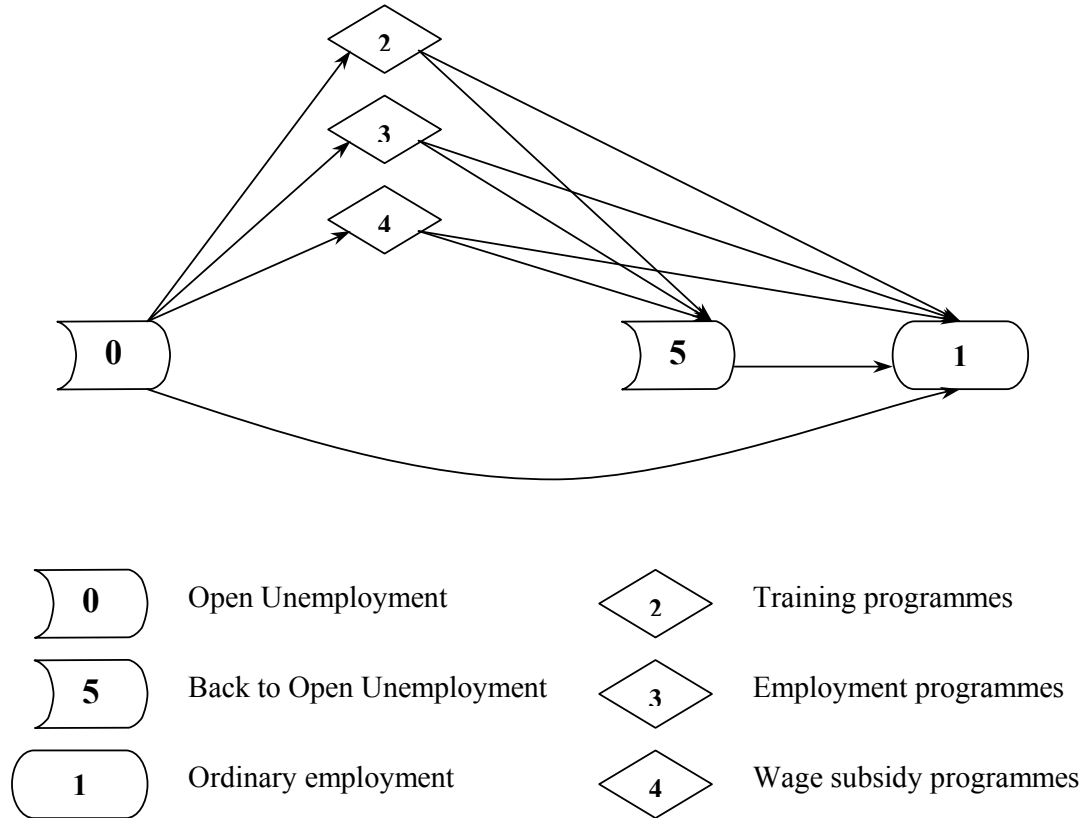 2
3
4
0
5
1
0 Open Unemployment 2 Training programmes
5 Back to Open Unemployment 3 Employment programmes
1 Ordinary employment 4 Wage subsidy programmes